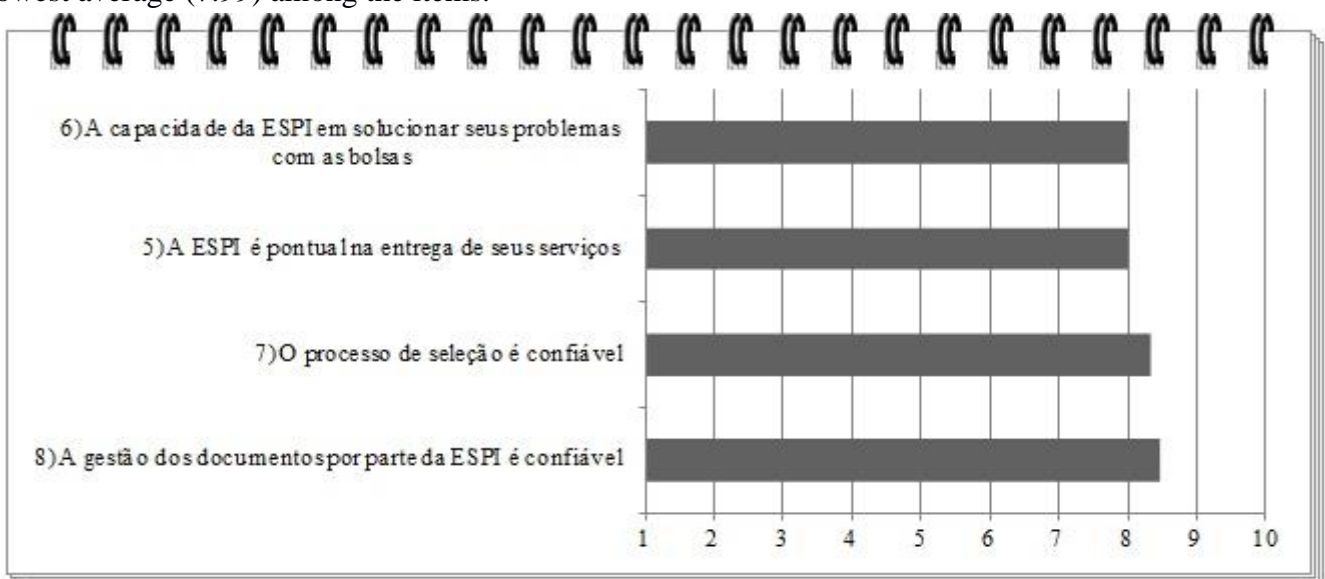 lowest average (7.99) among the items.
6)A capacidade da ESPI em solucionar seus problemas
com as bolsas
5)A ESPI é pontual na entrega de seus serviços
7)O processo de seleção é confiável
8)A gestão dos documentos por parte da ESPI é confiável
1 2 3 4 5 6 7 8 9 10